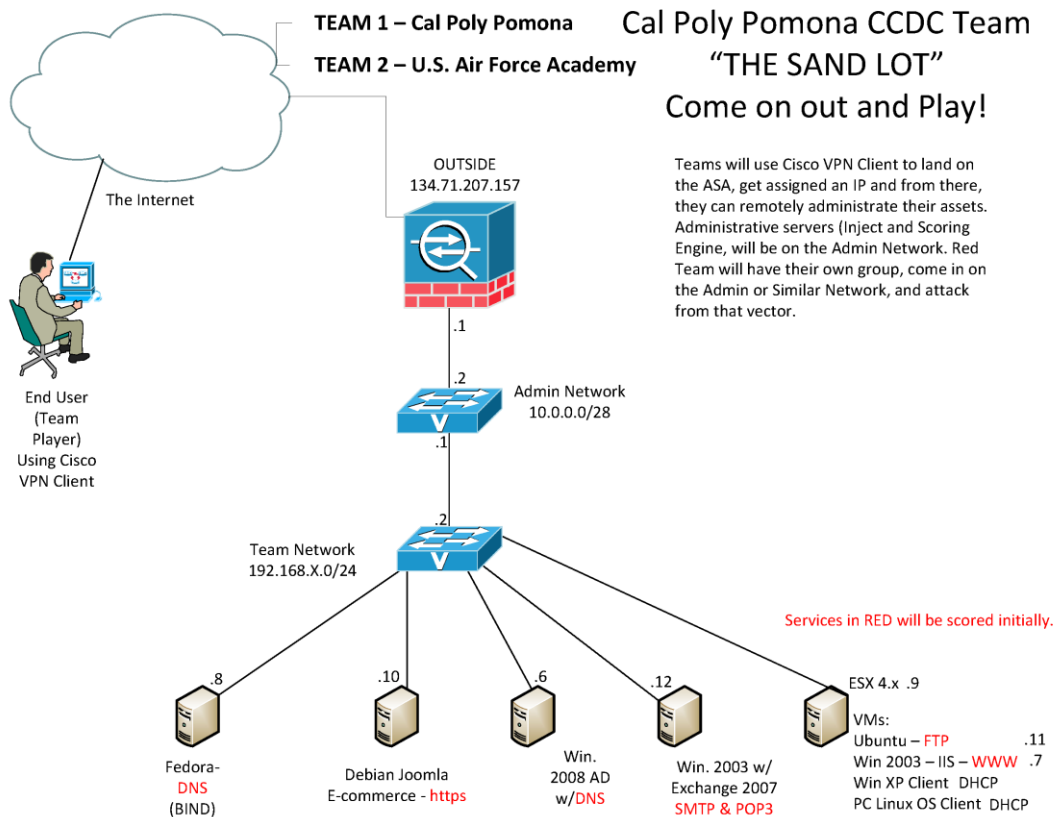 TEAM 1 – Cal Poly Pomona
TEAM 2 – U.S. Air Force Academy
Cal Poly Pomona CCDC Team
“THE SAND LOT”
Come on out and Play!
Teams will use Cisco VPN Client to land on
the ASA, get assigned an IP and from there,
they can remotely administrate their assets.
Administrative servers (Inject and Scoring
Engine, will be on the Admin Network. Red
Team will have their own group, come in on
the Admin or Similar Network, and attack
from that vector.
OUTSIDE
134.71.207.157
The Internet
End User
(Team
Player)
Using Cisco
VPN Client
.1
.2
Admin Network
10.0.0.0/28
.1
.2
Team Network
192.168.X.0/24
Services in RED will be scored initially.
.8
Fedora-
DNS
(BIND)
.10
Debian Joomla
E-commerce - https
.6
Win.
2008 AD
w/DNS
.12
Win. 2003 w/
Exchange 2007
SMTP & POP3
ESX 4.x .9
VMs:
Ubuntu – FTP .11
Win 2003 – IIS – WWW .7
Win XP Client DHCP
PC Linux OS Client DHCP